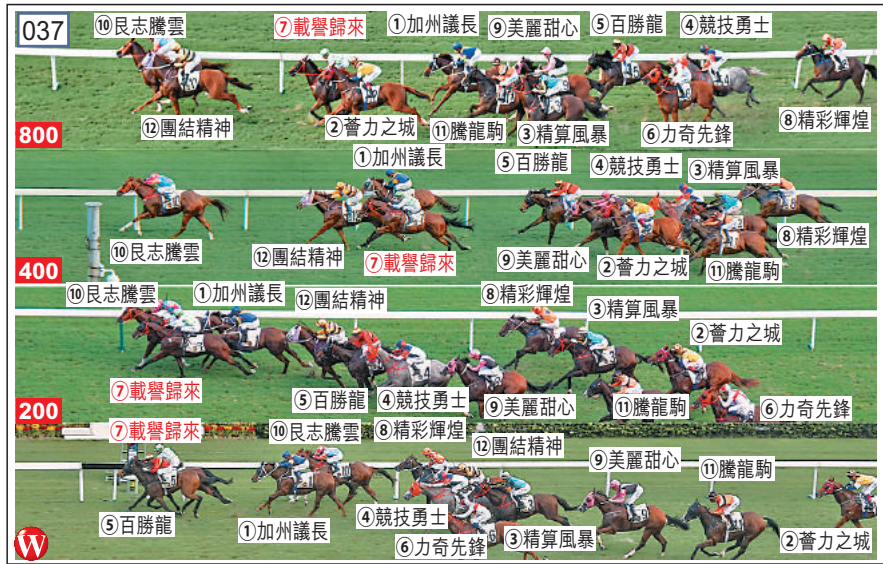 037
⑩艮志騰雲 ⑦載譽歸來 ①加州議長 ⑨美麗甜心 ⑤百勝龍 ④競技勇士
800
⑫團結精神 ②薈力之城 ⑪騰龍駒 ③精算風暴 ⑥力奇先鋒 ⑧精彩輝煌
①加州議長 ⑤百勝龍 ④競技勇士 ③精算風暴
400
⑩艮志騰雲 ⑫團結精神 ⑦載譽歸來 ⑨美麗甜心 ②薈力之城 ⑪騰龍駒 ⑧精彩輝煌
⑩艮志騰雲 ①加州議長 ⑫團結精神 ⑧精彩輝煌 ③精算風暴 ②薈力之城
200
⑦載譽歸來 ⑤百勝龍 ④競技勇士 ⑨美麗甜心 ⑪騰龍駒 ⑥力奇先鋒
⑦載譽歸來 ⑩艮志騰雲 ⑧精彩輝煌 ⑫團結精神 ⑨美麗甜心 ⑪騰龍駒
⑤百勝龍 ①加州議長 ④競技勇士 ⑥力奇先鋒 ③精算風暴 ②薈力之城
W